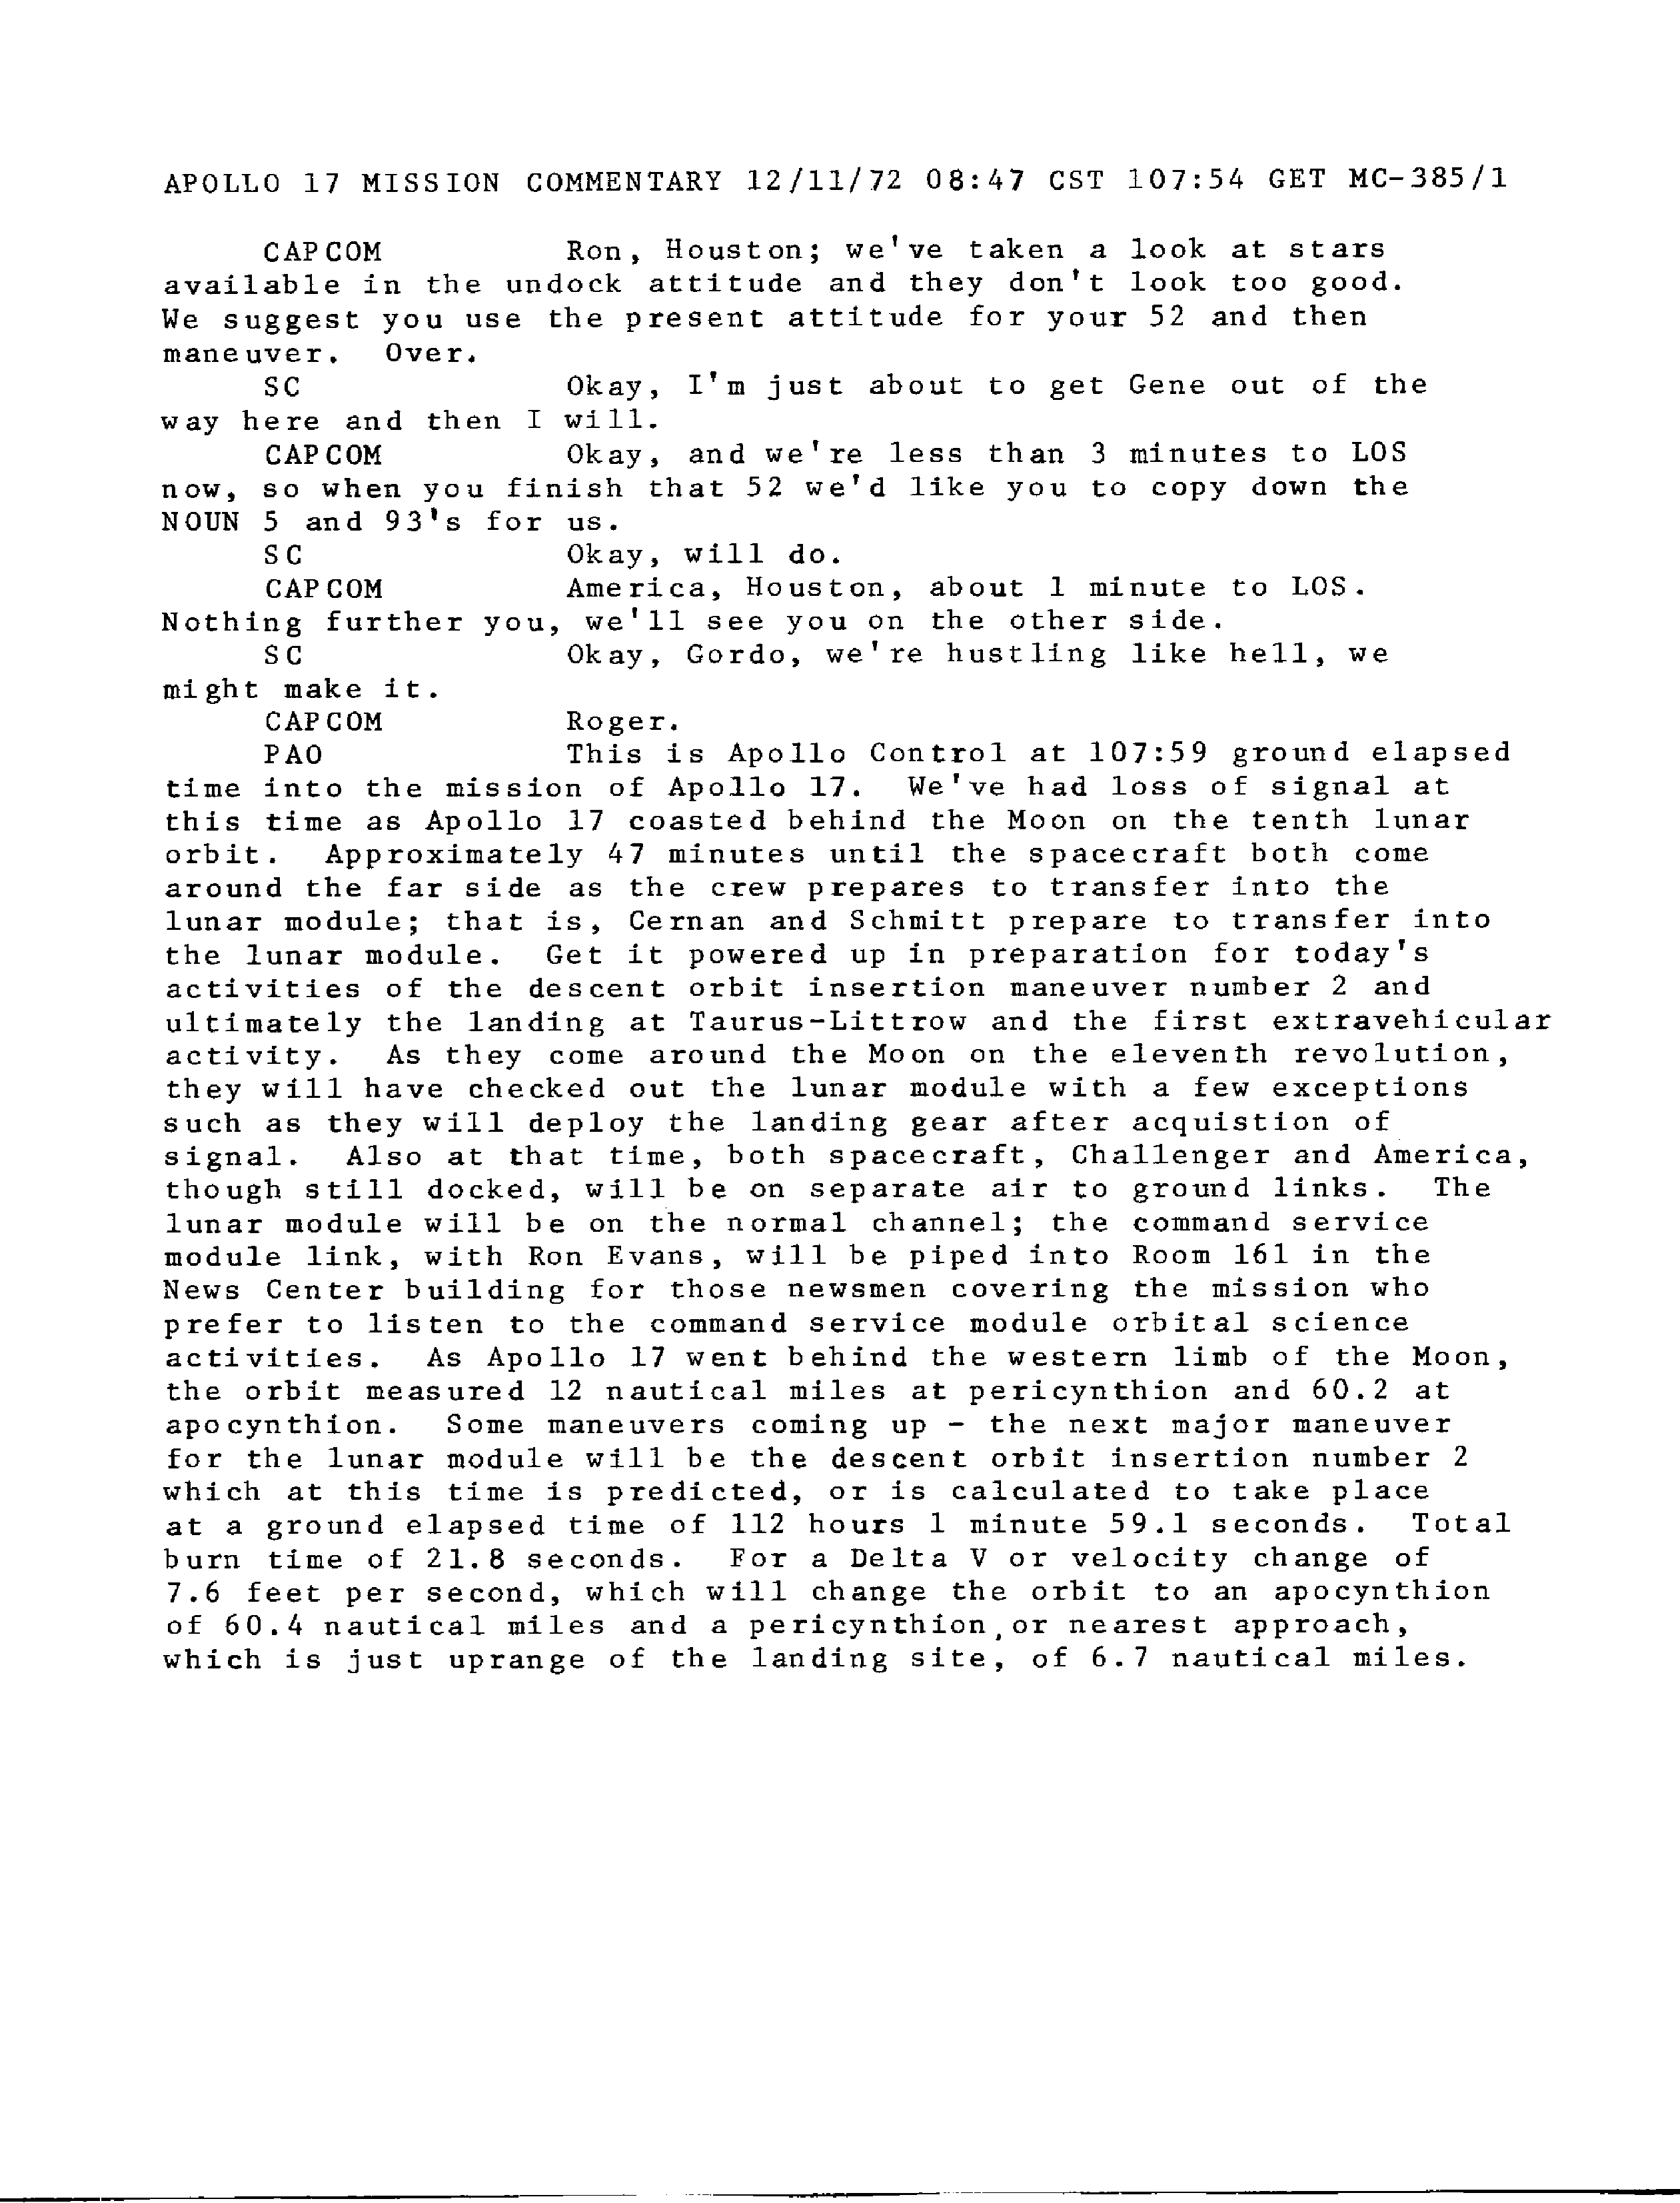 APOLLO 17 MISSION COMMENTARY 12/11/72 08:47 CST 107:54 GET MC-385/1
CAPCOM Ron, Houston; we've taken a look at stars
available in the undock attitude and they don't look too good.
We suggest you use the present attitude for your 52 and then
maneuver. Over.
SC Okay, I'm just about to get Gene out of the
way here and then I will.
CAPCOM Okay, and we're less than 3 minutes to LOS
now, so when you finish that 52 we'd like you to copy down the
NOUN 5 and 93's for us.
SC Okay, will do.
CAPCOM America, Houston, about 1 minute to LOS.
Nothing further you, we'll see you on the other side.
SC Okay, Gordo, we're hustling like hell, we
might make it.
CAPCOM Roger.
PAO This is Apollo Control at 107:59 ground elapsed
time into the mission of Apollo 17. We've had loss of signal at
this time as Apollo 17 coasted behind the Moon on the tenth lunar
orbit. Approximately 47 minutes until the spacecraft both come
around the far side as the crew prepares to transfer into the
lunar module; that is, Cernan and Schmitt prepare to transfer into
the lunar module. Get it powered up in preparation for today's
activities of the descent orbit insertion maneuver number 2 and
ultimately the landing at Taurus-Littrow and the first extravehicular
activity. As they come around the Moon on the eleventh revolution,
they will have checked out the lunar module with a few exceptions
such as they will deploy the landing gear after acquistion of
signal. Also at that time, both spacecraft, Challenger and America,
though still docked, will be on separate air to ground links. The
lunar module will be on the normal channel; the command service
module link, with Ron Evans, will be piped into Room 161 in the
News Center building for those newsmen covering the mission who
prefer to listen to the command service module orbital science
activities. As Apollo 17 went behind the western limb of the Moon,
the orbit measured 12 nautical miles at pericynthion and 60.2 at
apocynthion. Some maneuvers coming up - the next major maneuver
for the lunar module will be the descent orbit insertion number 2
which at this time is predicted, or is calculated to take place
at a ground elapsed time of 112 hours 1 minute 59.1 seconds. Total
burn time of 21.8 seconds. For a Delta V or velocity change of
7.6 feet per second, which will change the orbit to an apocynthion
of 60.4 nautical miles and a pericynthion,or nearest approach,
which is just uprange of the landing site, of 6.7 nautical miles.